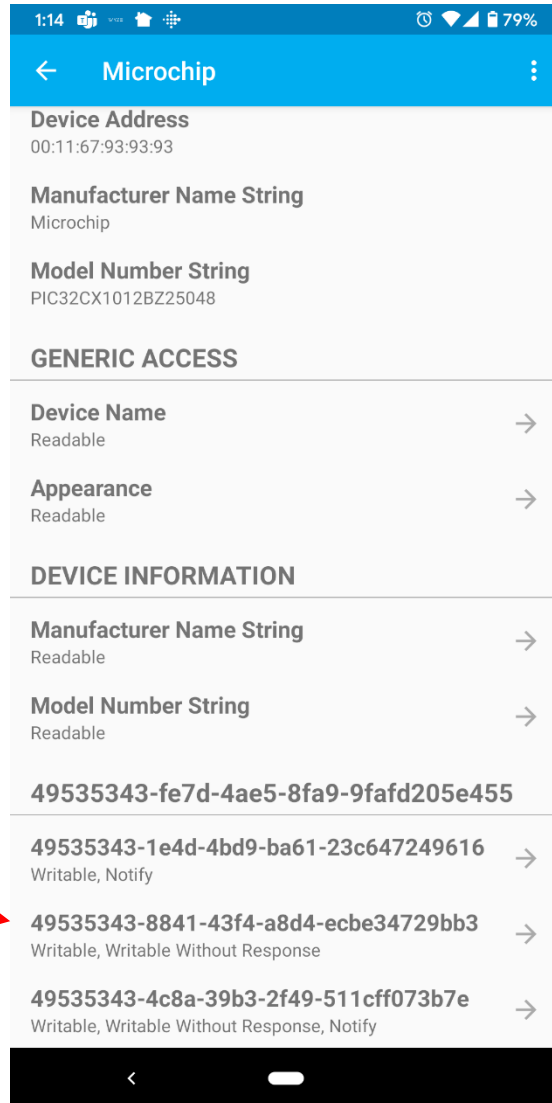 1:14 79%
Microchip
Device Address
00:11:67:93:93:93
Manufacturer Name String
Microchip
Model Number String
PIC32CX1012BZ25048
GENERIC ACCESS
Device Name
Readable
Appearance
Readable
DEVICE INFORMATION
Manufacturer Name String
Readable
Model Number String
Readable
49535343-fe7d-4ae5-8fa9-9fafd205e455
49535343-1e4d-4bd9-ba61-23c647249616
Writable, Notify
49535343-8841-43f4-a8d4-ecbe34729bb3
Writable, Writable Without Response
49535343-4c8a-39b3-2f49-511cff073b7e
Writable, Writable Without Response, Notify